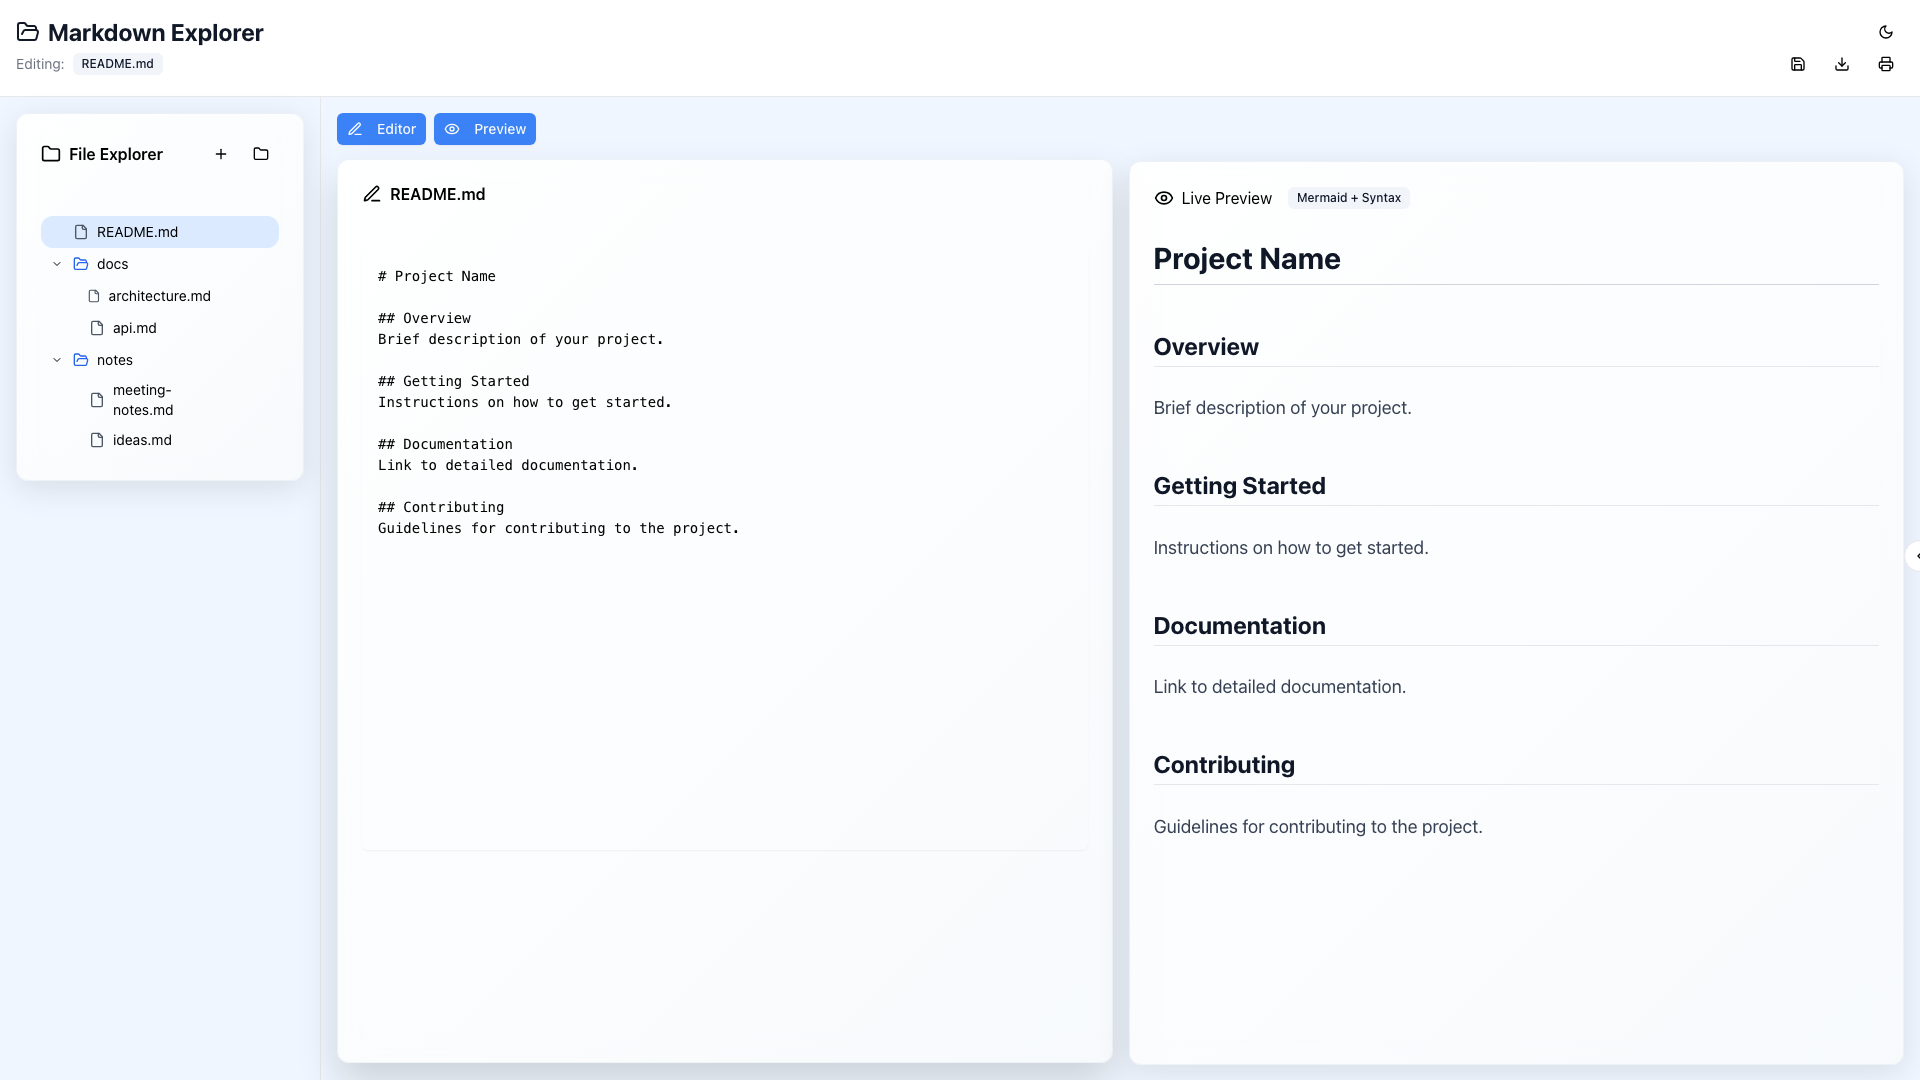 Markdown Explorer
Editing: README.md
File Explorer
README.md
docs
architecture.md
api.md
notes
meeting-
notes.md
ideas.md
Editor Preview
README.md
# Project Name
## Overview
Brief description of your project.
## Getting Started
Instructions on how to get started.
## Documentation
Link to detailed documentation.
## Contributing
Guidelines for contributing to the project.
Live Preview Mermaid + Syntax
Project Name
Overview
Brief description of your project.
Getting Started
Instructions on how to get started.
Documentation
Link to detailed documentation.
Contributing
Guidelines for contributing to the project.